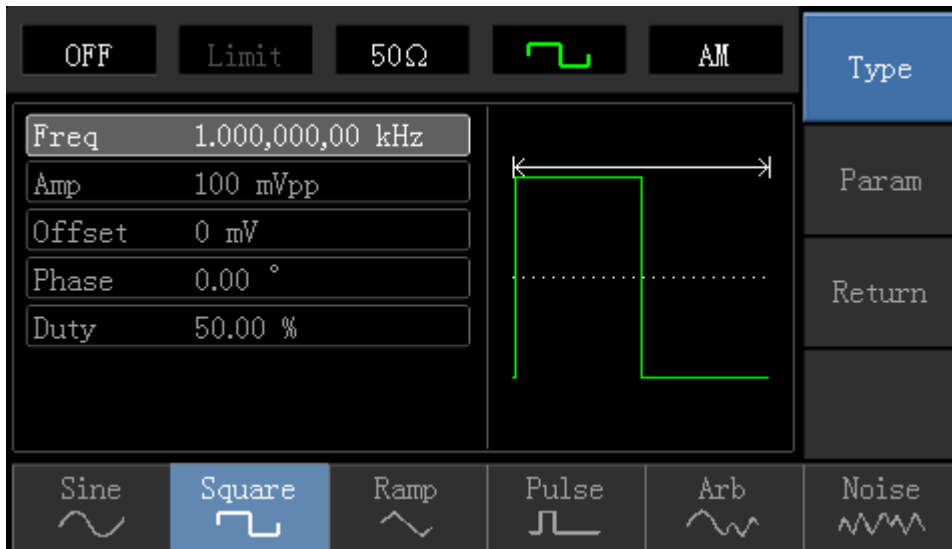 OFF Limit 50Ω AM
Type
Freq 1.000,000,00 kHz
Amp 100 mVpp
Param
Offset 0 mV
Phase 0.00 °
Return
Duty 50.00 %
Sine Square Ramp Pulse Arb Noise